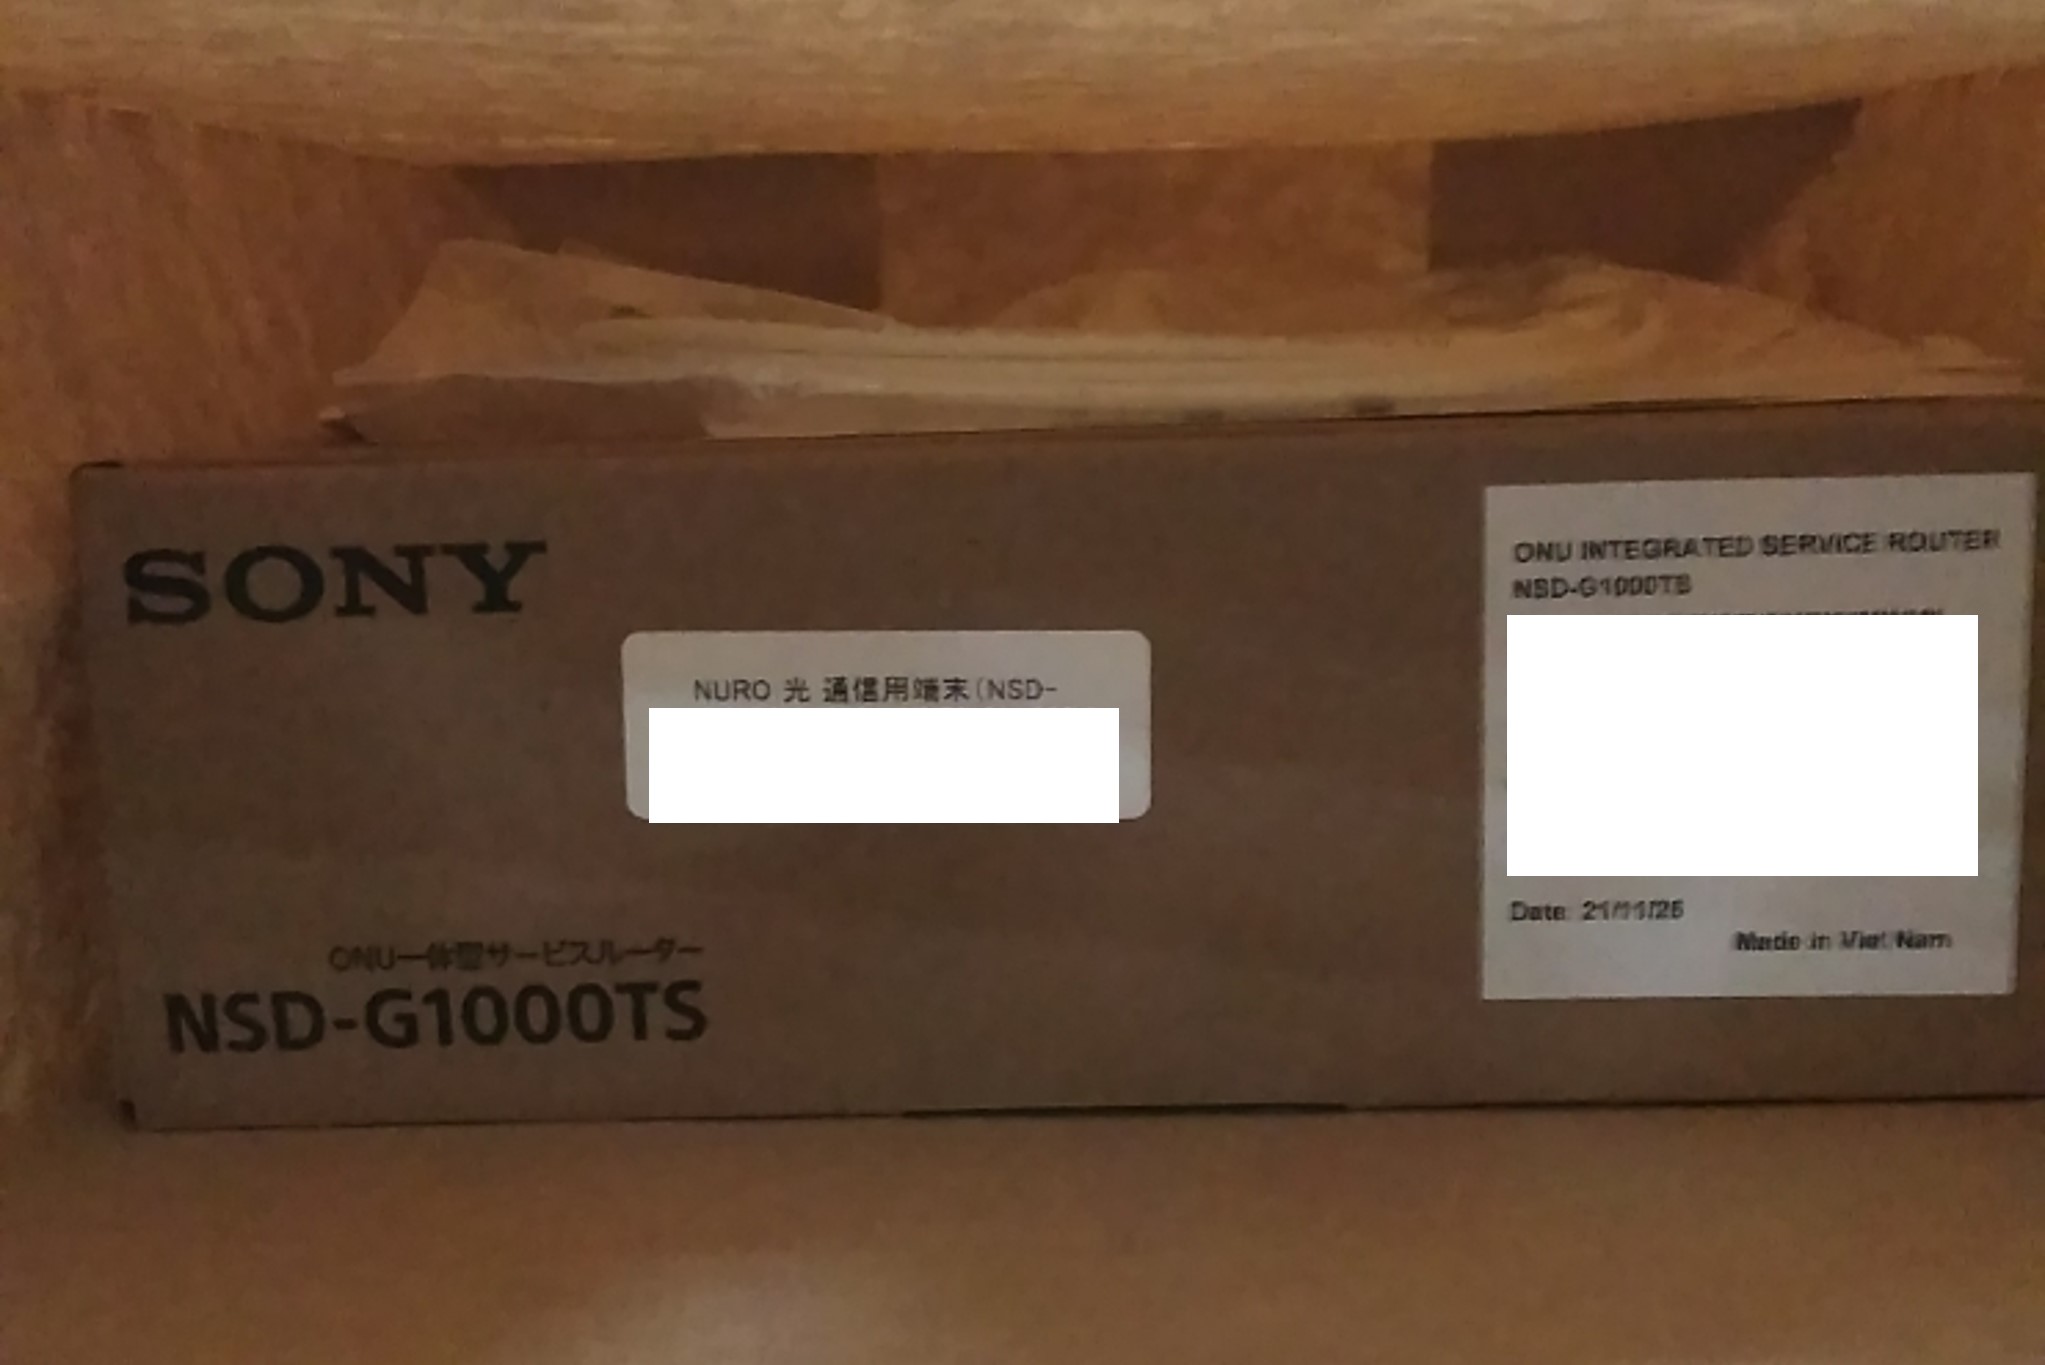 SONY
NURO 光 通信用端末(NSD-
ONU一体型サービスルーター
NSD-G1000TS
ONU INTEGRATED SERVICE ROUTER
NSD-G1000TS
Date: 21/11/26
Made in Viet Nam